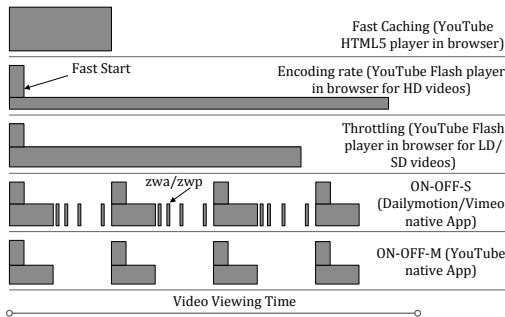 Fast Caching (YouTube
HTML5 player in browser)
Fast Start
Encoding rate (YouTube Flash player
in browser for HD videos)
Throttling (YouTube Flash
player in browser for LD/
SD videos)
zwa/zwp
ON-OFF-S
(Dailymotion/Vimeo
native App)
ON-OFF-M (YouTube
native App)
Video Viewing Time